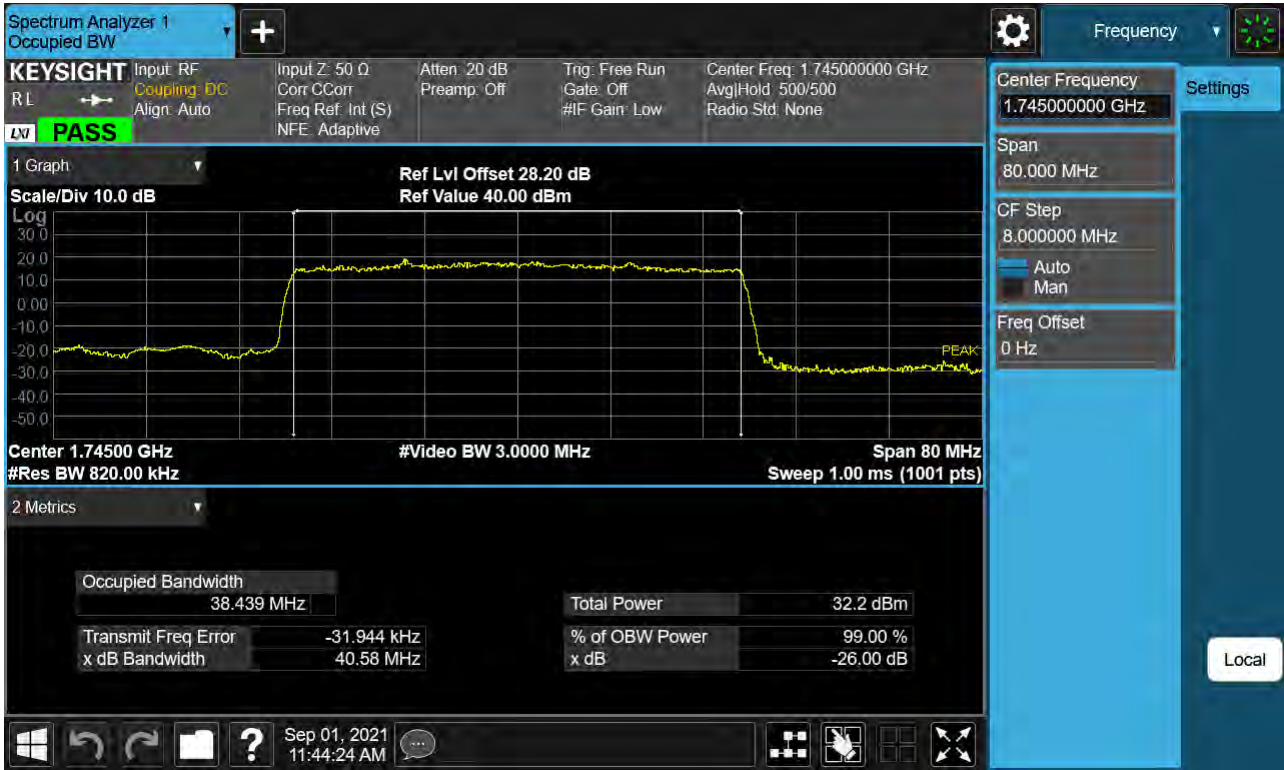 Spectrum Analyzer 1
Occupied BW
Frequency
KEYSIGHT
R L
LXI
PASS
Input: RF
Coupling: DC
Align: Auto
Input Z: 50 Ω
Corr CCorr
Freq Ref: Int (S)
NFE: Adaptive
Atten: 20 dB
Preamp: Off
Trig: Free Run
Gate: Off
#IF Gain: Low
Center Freq: 1.745000000 GHz
Avg|Hold: 500/500
Radio Std: None
1 Graph
Scale/Div 10.0 dB
Ref Lvl Offset 28.20 dB
Ref Value 40.00 dBm
Log
30.0
20.0
10.0
0.00
-10.0
-20.0
-30.0
-40.0
-50.0
PEAK
Center 1.74500 GHz
#Video BW 3.0000 MHz
Span 80 MHz
#Res BW 820.00 kHz
Sweep 1.00 ms (1001 pts)
2 Metrics
Occupied Bandwidth
38.439 MHz
Total Power 32.2 dBm
Transmit Freq Error -31.944 kHz
% of OBW Power 99.00 %
x dB Bandwidth 40.58 MHz
x dB -26.00 dB
?
Sep 01, 2021
11:44:24 AM
Center Frequency
1.745000000 GHz
Settings
Span
80.000 MHz
CF Step
8.000000 MHz
Auto
Man
Freq Offset
0 Hz
Local